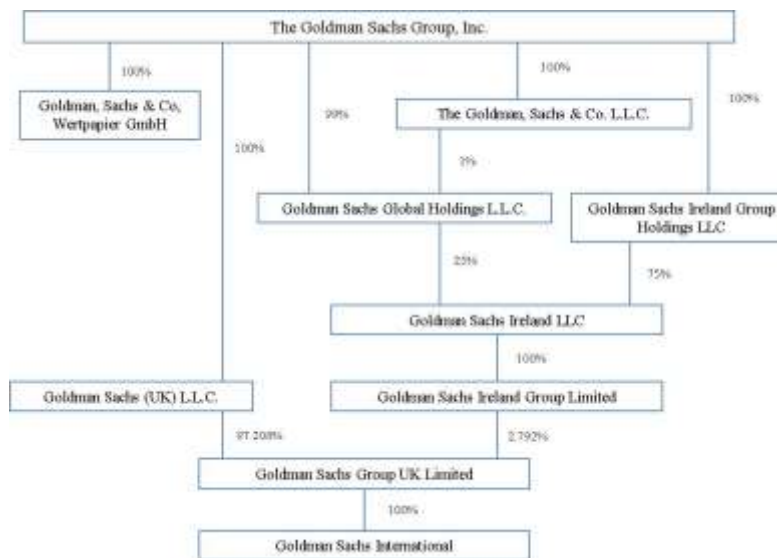 The Goldman Sachs Group, Inc.
100%
100%
Goldman, Sachs & Co,
Wertpapier GmbH
99%
The Goldman, Sachs & Co. L.L.C.
100%
100%
1%
Goldman Sachs Global Holdings L.L.C.
Goldman Sachs Ireland Group
Holdings LLC
25%
75%
Goldman Sachs Ireland LLC
100%
Goldman Sachs (UK) L.L.C.
Goldman Sachs Ireland Group Limited
97.208%
2.792%
Goldman Sachs Group UK Limited
100%
Goldman Sachs International